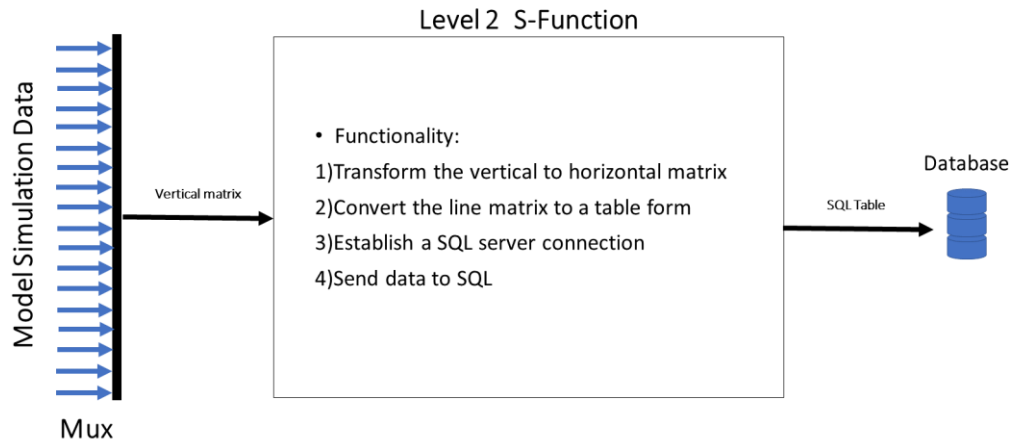 Level 2 S-Function
Model Simulation Data
Mux
Vertical matrix
• Functionality:
1)Transform the vertical to horizontal matrix
2)Convert the line matrix to a table form
3)Establish a SQL server connection
4)Send data to SQL
SQL Table
Database